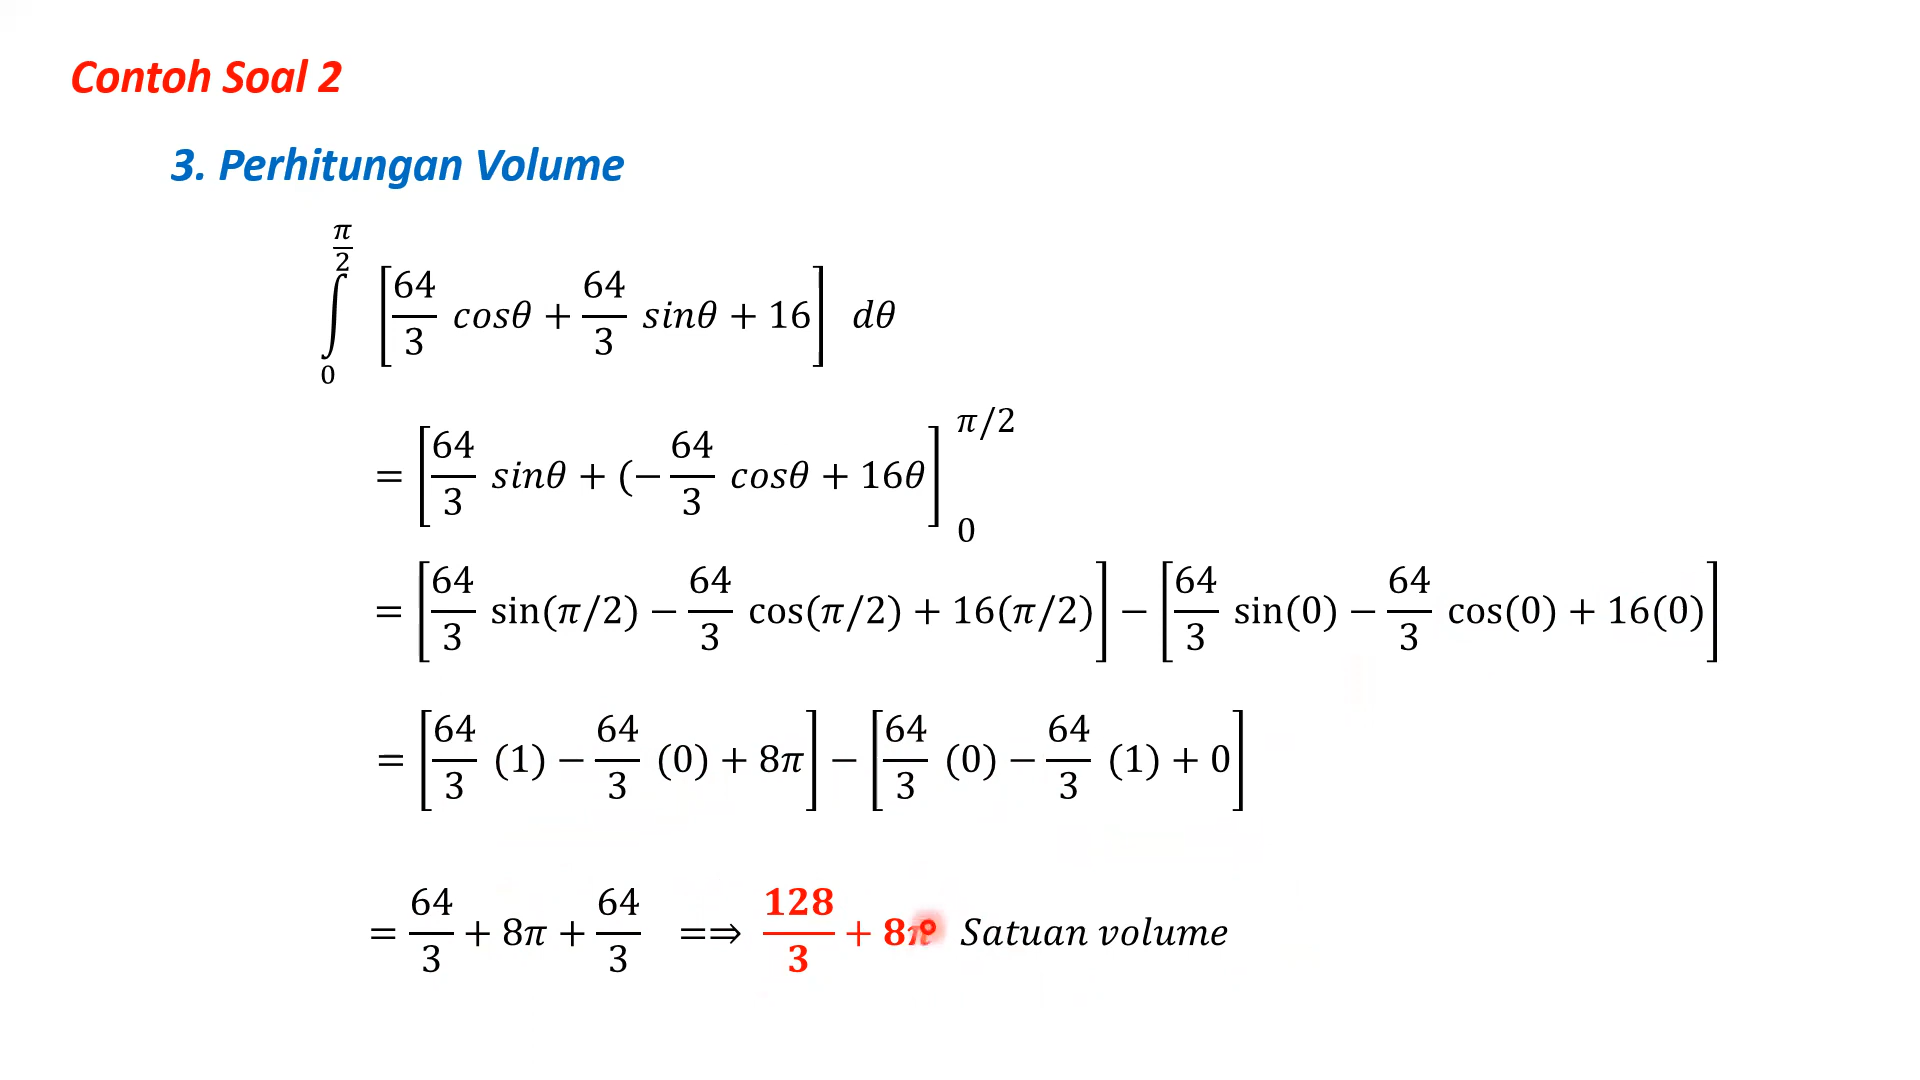 Contoh Soal 2
3. Perhitungan Volume
∫₀^{π/2} [64/3 cosθ + 64/3 sinθ + 16] dθ
= [64/3 sinθ + (−64/3 cosθ + 16θ]₀^{π/2}
= [64/3 sin(π/2) − 64/3 cos(π/2) + 16(π/2)] − [64/3 sin(0) − 64/3 cos(0) + 16(0)]
= [64/3 (1) − 64/3 (0) + 8π] − [64/3 (0) − 64/3 (1) + 0]
= 64/3 + 8π + 64/3 =⇒ 128/3 + 8π Satuan volume